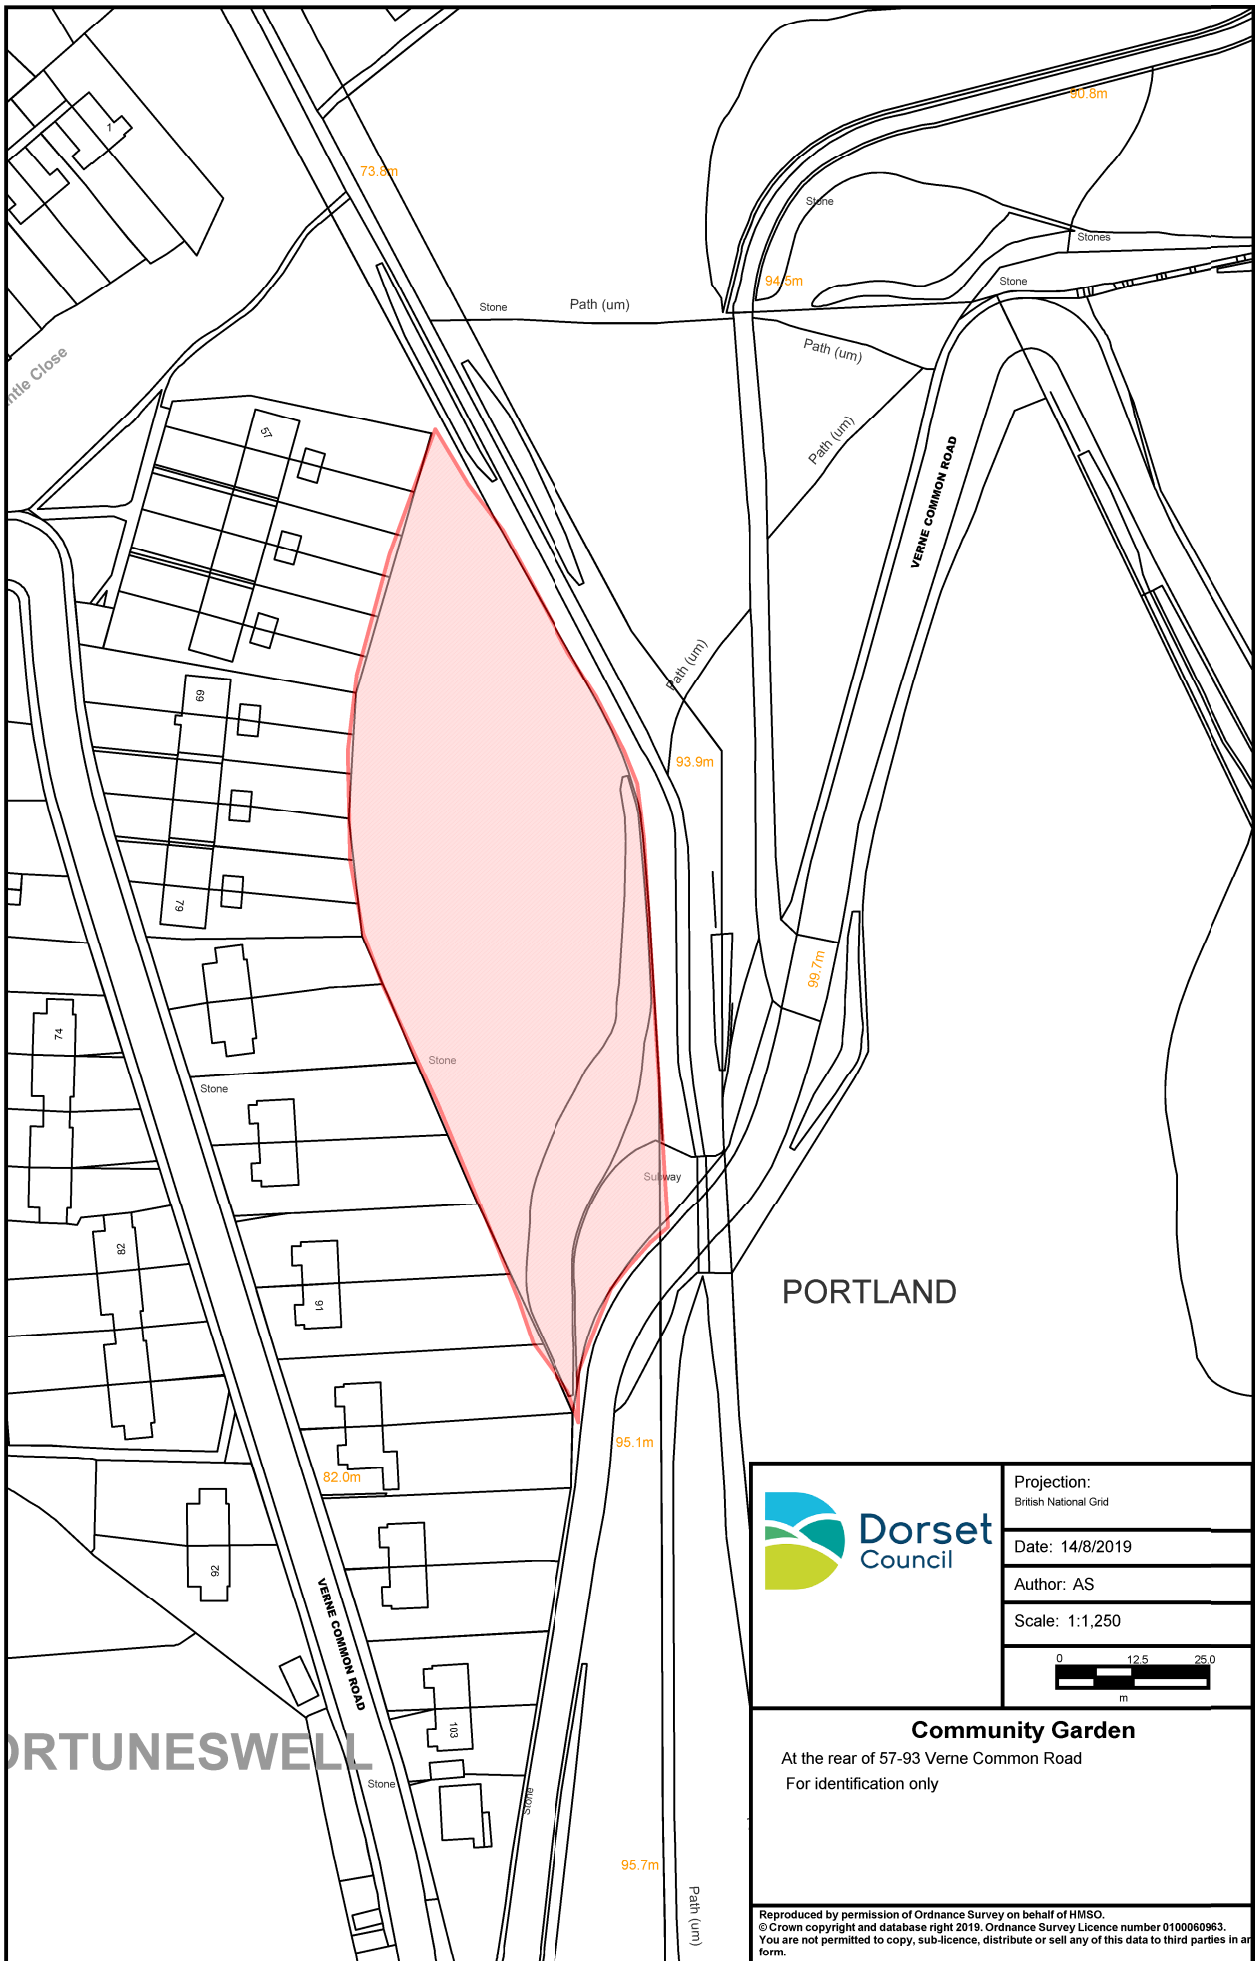 1
90.8m
73.8m
Stone
Stones
94.5m
Stone
Stone
Path (um)
Path (um)
ntle Close
57
Path (um)
VERNE COMMON ROAD
Path (um)
69
93.9m
79
99.7m
74
Stone
Stone
Subway
82
91
PORTLAND
95.1m
82.0m
92
VERNE COMMON ROAD
103
ORTUNESWELL
Stone
Stone
95.7m
Path (um)
Dorset
Council
Projection:
British National Grid
Date: 14/8/2019
Author: AS
Scale: 1:1,250
0 12.5 25.0
m
Community Garden
At the rear of 57-93 Verne Common Road
For identification only
Reproduced by permission of Ordnance Survey on behalf of HMSO.
© Crown copyright and database right 2019. Ordnance Survey Licence number 0100060963.
You are not permitted to copy, sub-licence, distribute or sell any of this data to third parties in an
form.